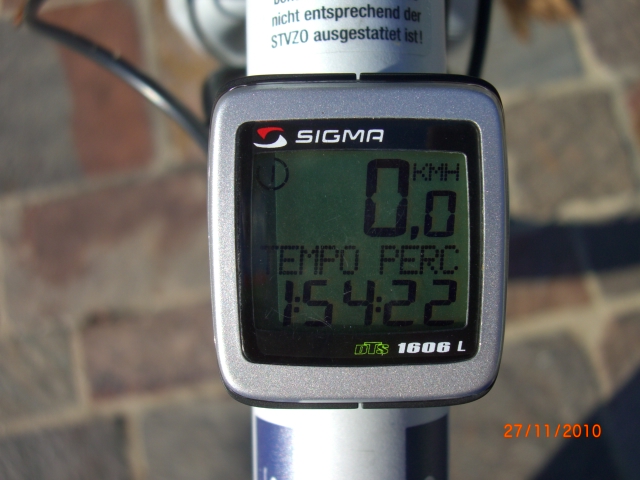 nicht entsprechend der
STVZO ausgestattet ist!
SIGMA
0,0 KMH
TEMPO PERC
1:54:22
DTS 1606 L
27/11/2010